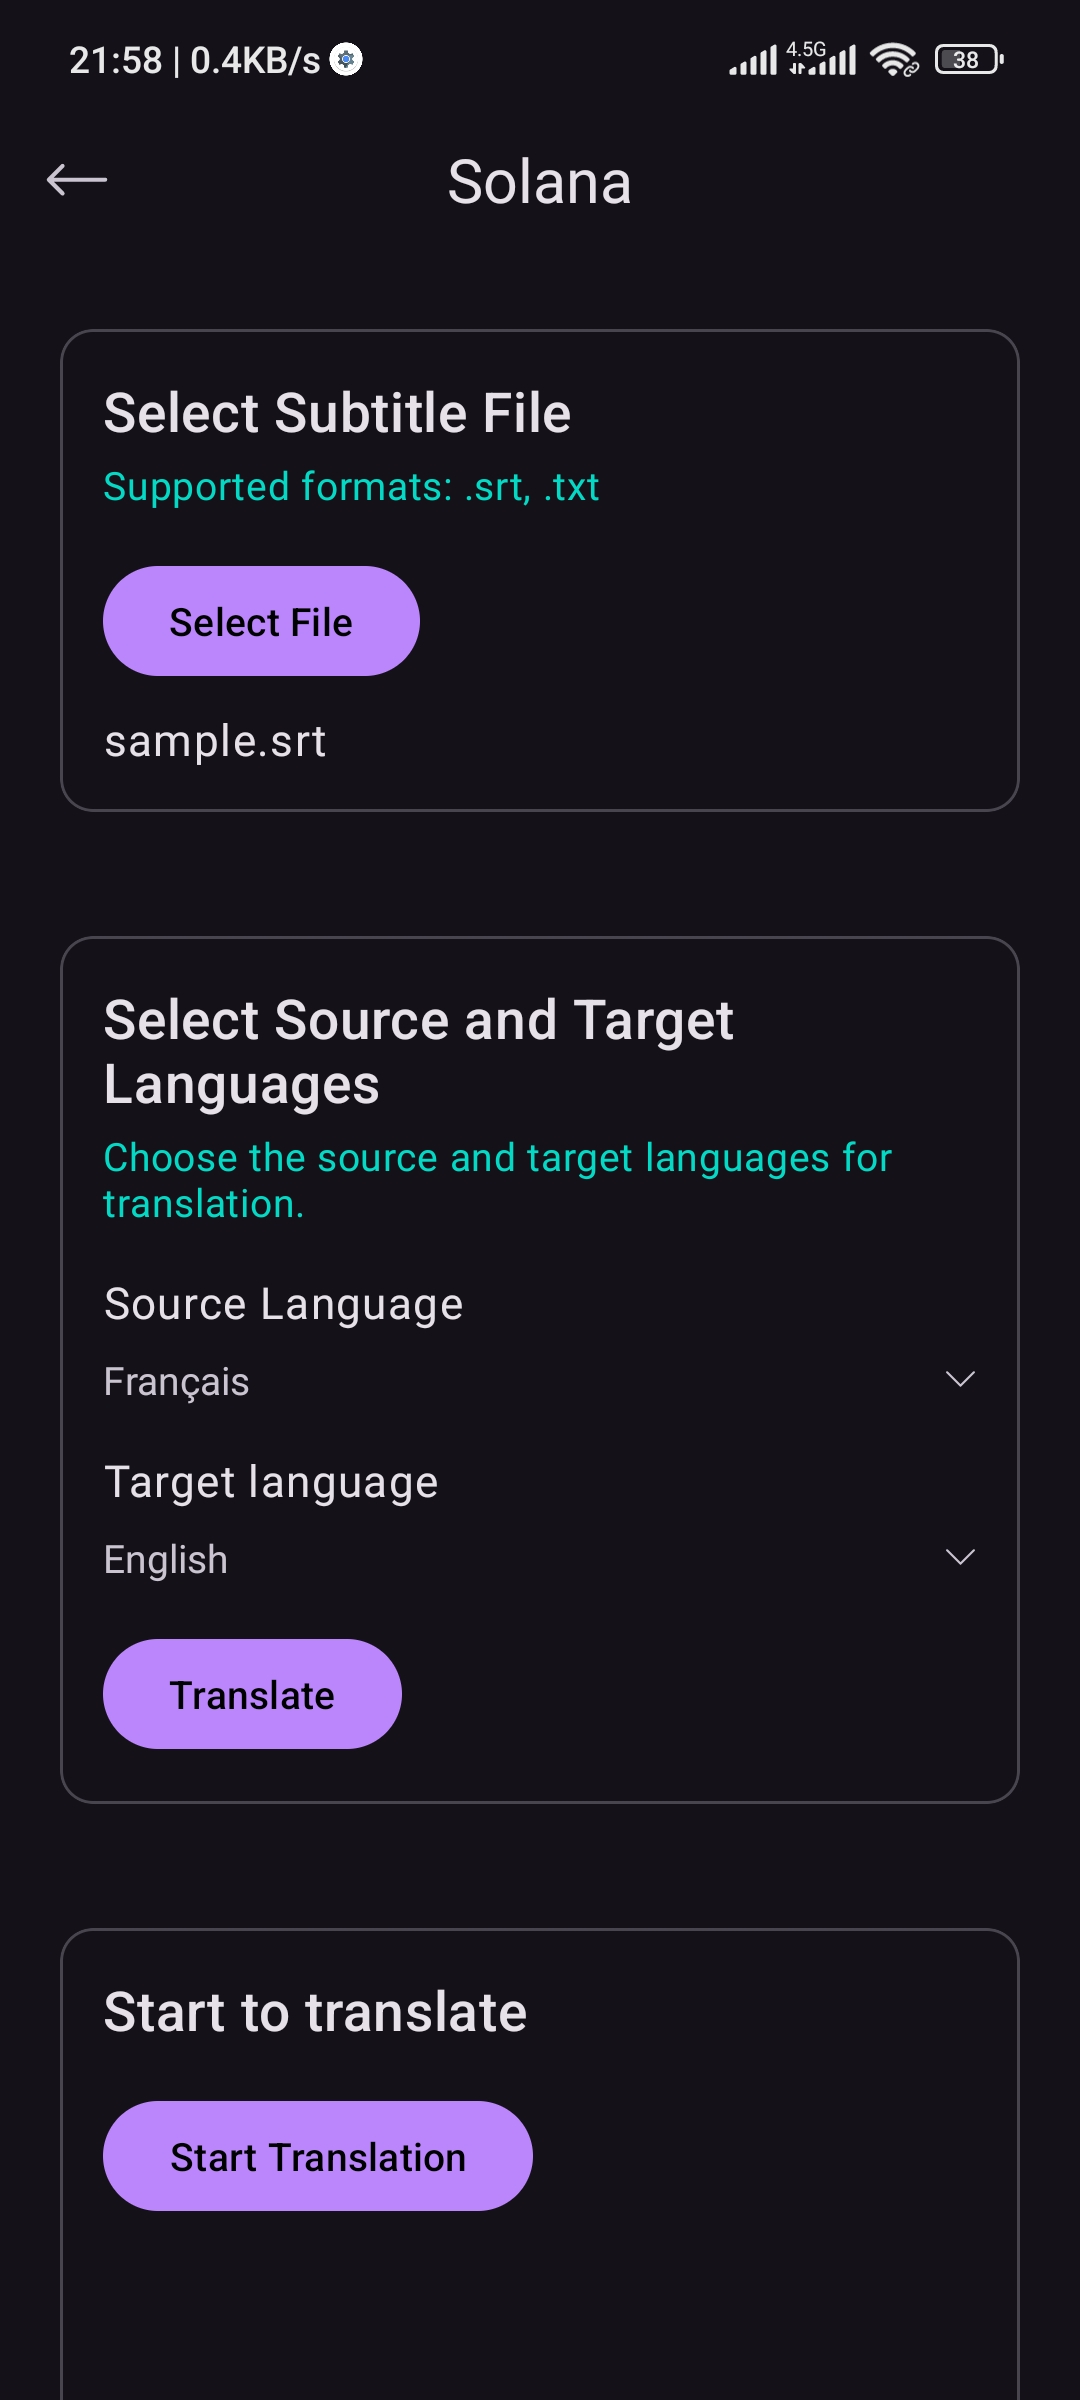 21:58 | 0.4KB/s
4.5G
38
Solana
Select Subtitle File
Supported formats: .srt, .txt
Select File
sample.srt
Select Source and Target
Languages
Choose the source and target languages for
translation.
Source Language
Français
Target language
English
Translate
Start to translate
Start Translation